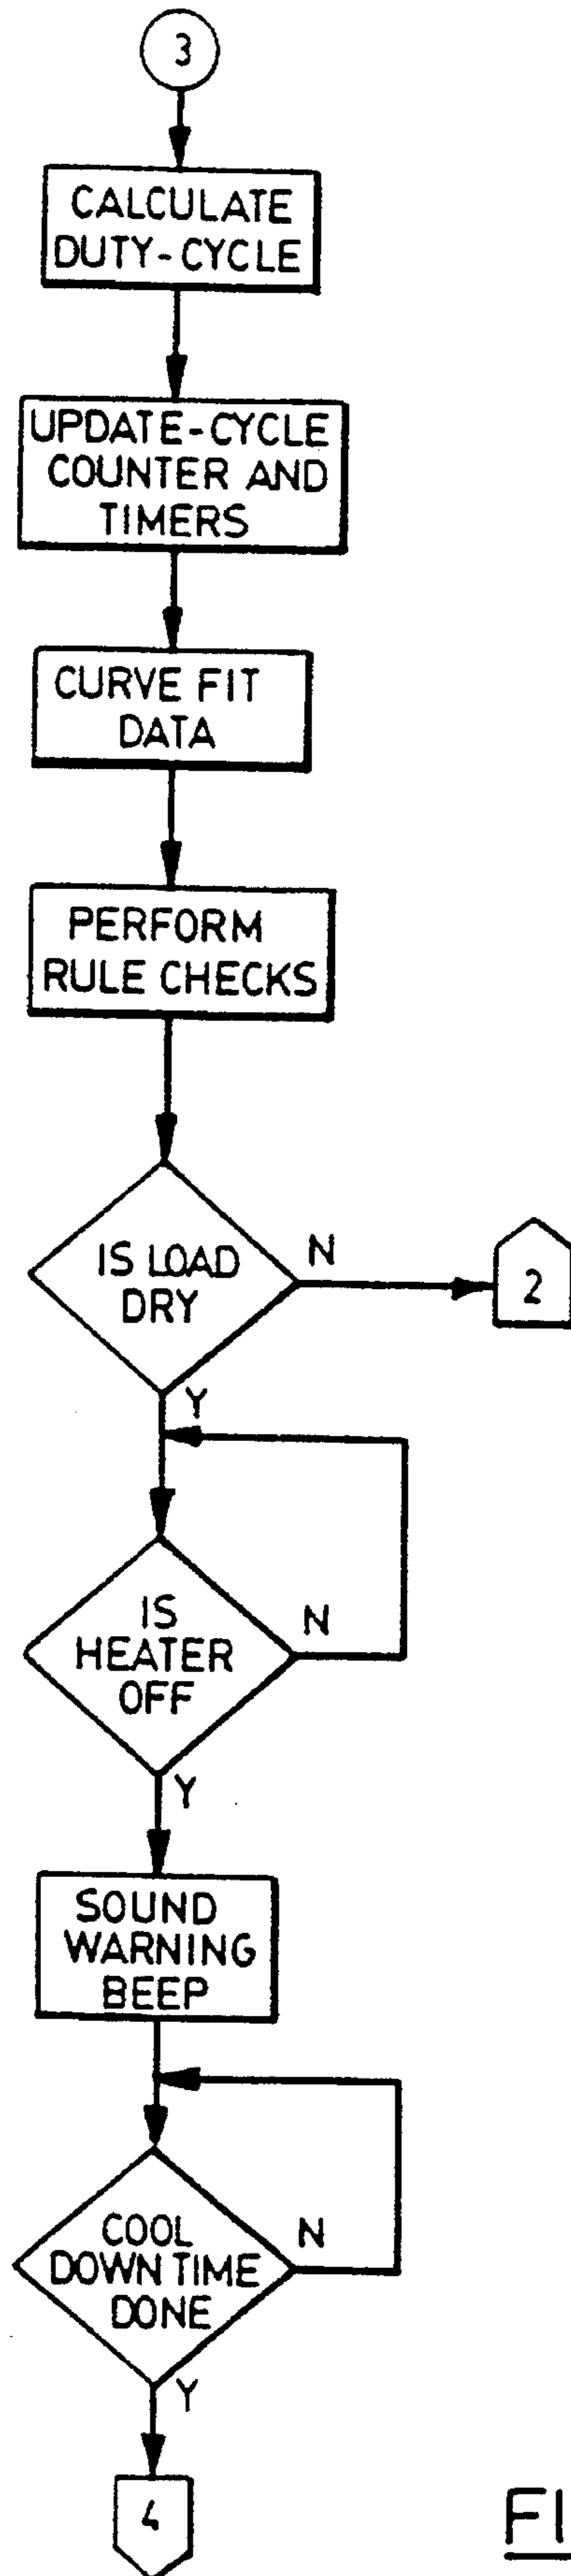 3
CALCULATE
DUTY-CYCLE
UPDATE-CYCLE
COUNTER AND
TIMERS
CURVE FIT
DATA
PERFORM
RULE CHECKS
IS LOAD
DRY
N
2
Y
IS
HEATER
OFF
N
Y
SOUND
WARNING
BEEP
COOL
DOWN TIME
DONE
N
Y
4
FI